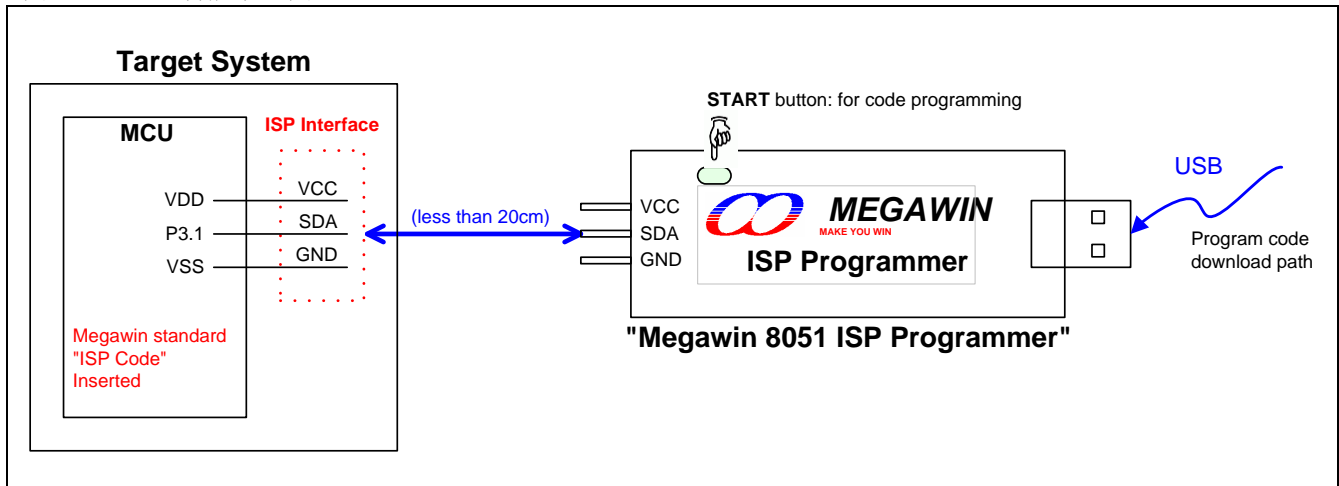 Target System
MCU
ISP Interface
VDD
VCC
P3.1
SDA
VSS
GND
Megawin standard
"ISP Code"
Inserted
(less than 20cm)
START button: for code programming
VCC
SDA
GND
MEGAWIN
MAKE YOU WIN
ISP Programmer
"Megawin 8051 ISP Programmer"
USB
Program code
download path